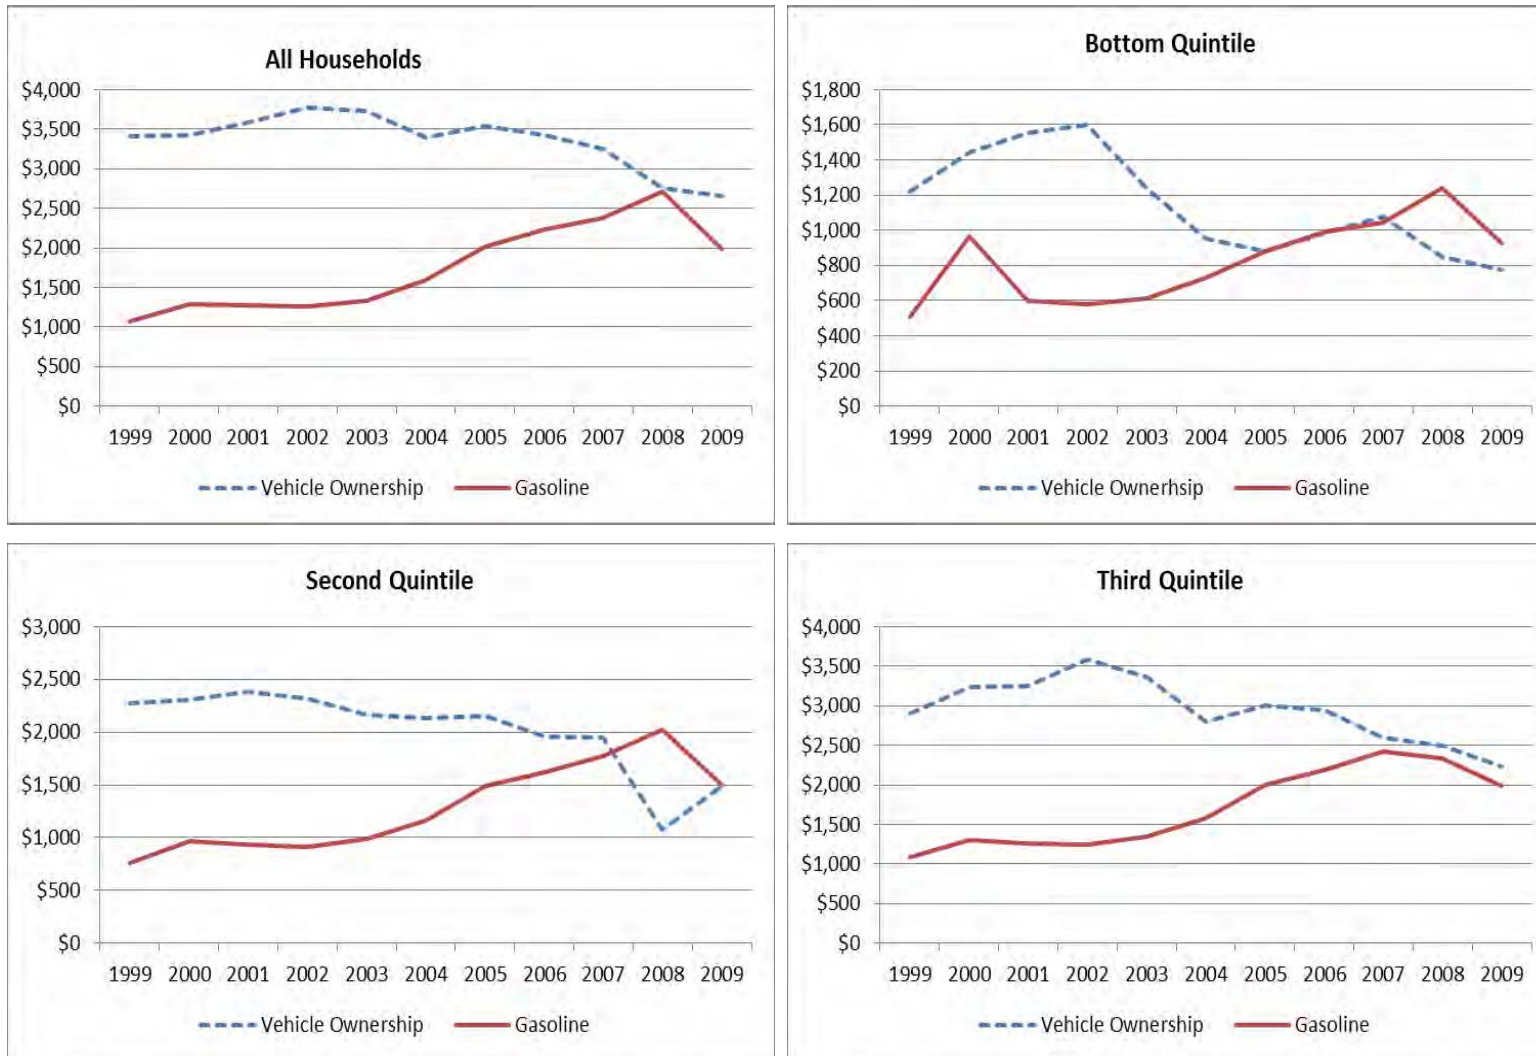 All Households
$4,000
$3,500
$3,000
$2,500
$2,000
$1,500
$1,000
$500
$0
1999 2000 2001 2002 2003 2004 2005 2006 2007 2008 2009
Vehicle Ownership Gasoline
Bottom Quintile
$1,800
$1,600
$1,400
$1,200
$1,000
$800
$600
$400
$200
$0
1999 2000 2001 2002 2003 2004 2005 2006 2007 2008 2009
Vehicle Ownerhsip Gasoline
Second Quintile
$3,000
$2,500
$2,000
$1,500
$1,000
$500
$0
1999 2000 2001 2002 2003 2004 2005 2006 2007 2008 2009
Vehicle Ownership Gasoline
Third Quintile
$4,000
$3,500
$3,000
$2,500
$2,000
$1,500
$1,000
$500
$0
1999 2000 2001 2002 2003 2004 2005 2006 2007 2008 2009
Vehicle Ownership Gasoline